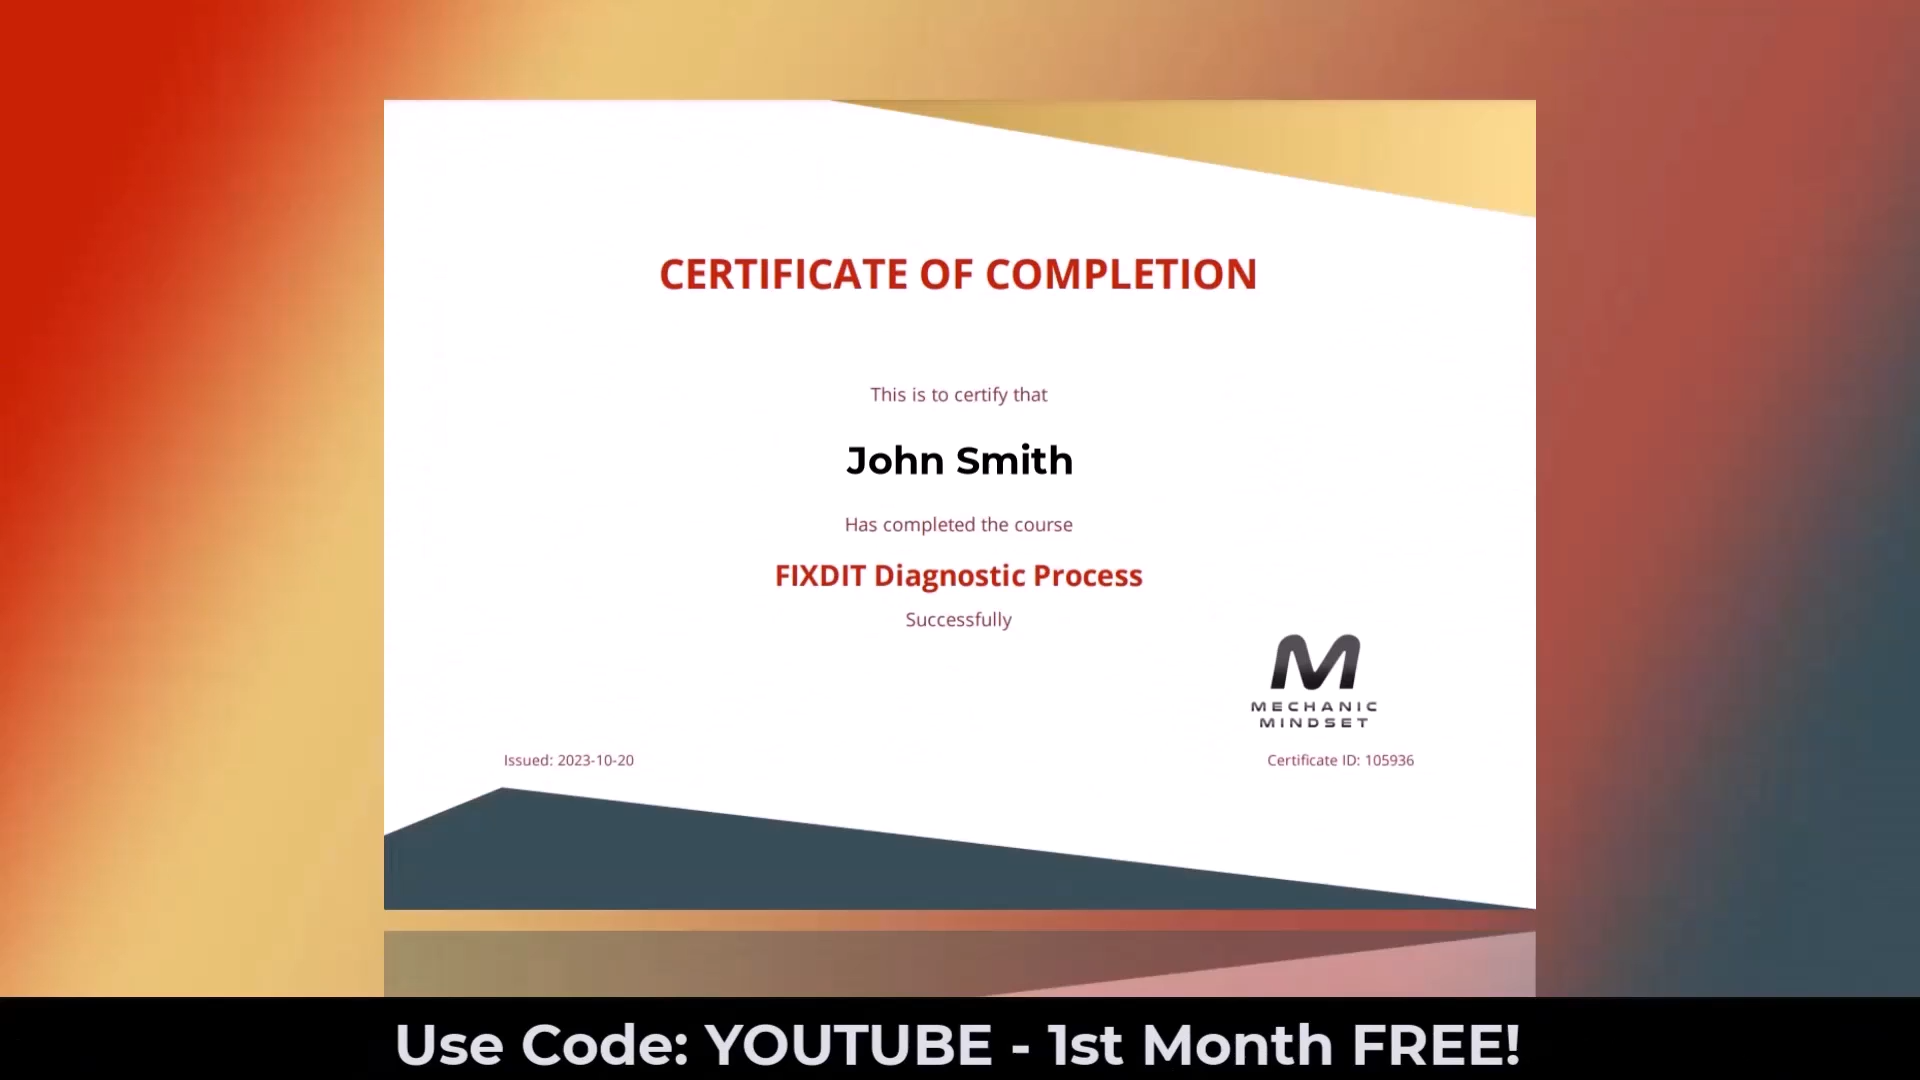 CERTIFICATE OF COMPLETION
This is to certify that
John Smith
Has completed the course
FIXDIT Diagnostic Process
Successfully
M
MECHANIC
MINDSET
Issued: 2023-10-20
Certificate ID: 105936
Use Code: YOUTUBE - 1st Month FREE!